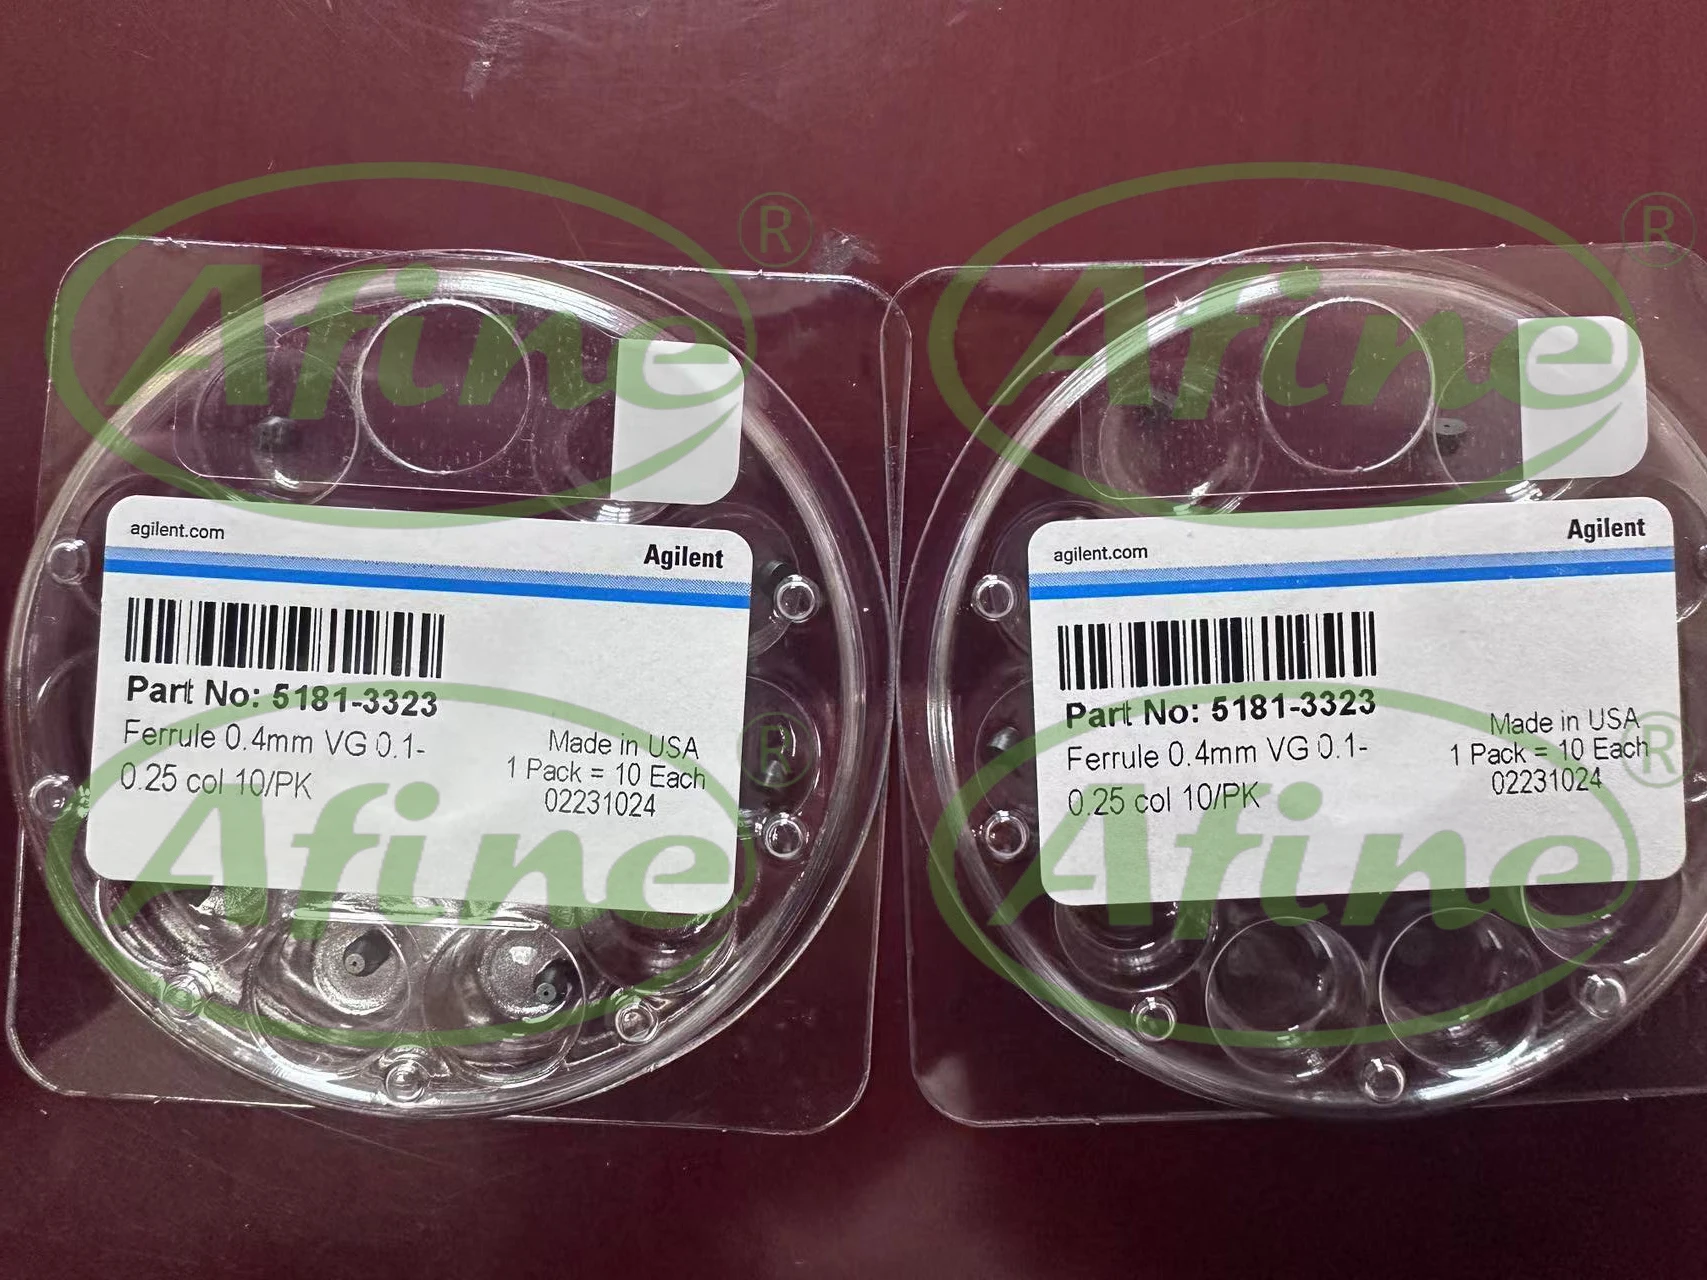 Afine®
Afine®
agilent.com
Agilent
Part No: 5181-3323
Ferrule 0.4mm VG 0.1-
0.25 col 10/PK
Made in USA
1 Pack = 10 Each
02231024
agilent.com
Agilent
Part No: 5181-3323
Ferrule 0.4mm VG 0.1-
0.25 col 10/PK
Made in USA
1 Pack = 10 Each
02231024
Afine®
Afine®